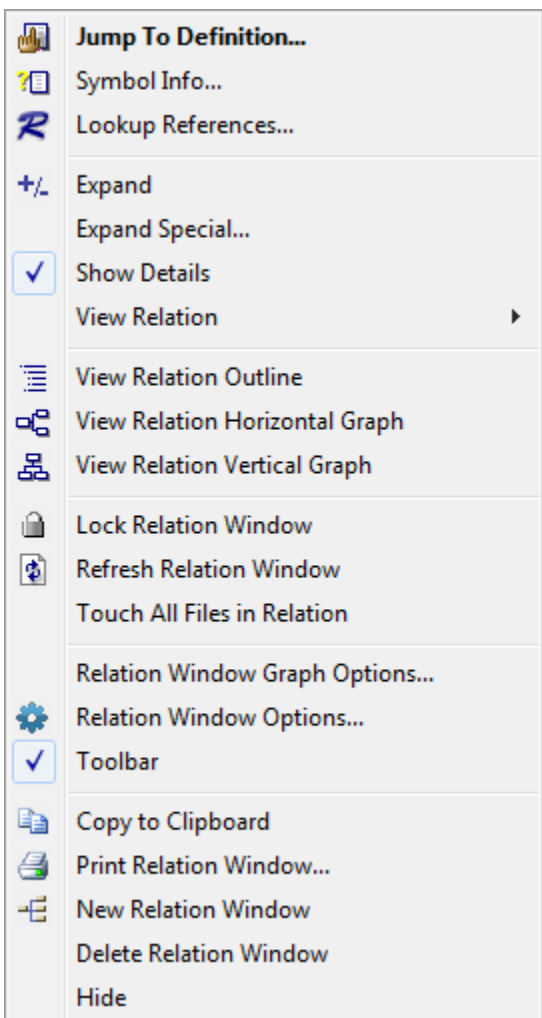 Jump To Definition...
Symbol Info...
Lookup References...
Expand
Expand Special...
Show Details
View Relation
View Relation Outline
View Relation Horizontal Graph
View Relation Vertical Graph
Lock Relation Window
Refresh Relation Window
Touch All Files in Relation
Relation Window Graph Options...
Relation Window Options...
Toolbar
Copy to Clipboard
Print Relation Window...
New Relation Window
Delete Relation Window
Hide